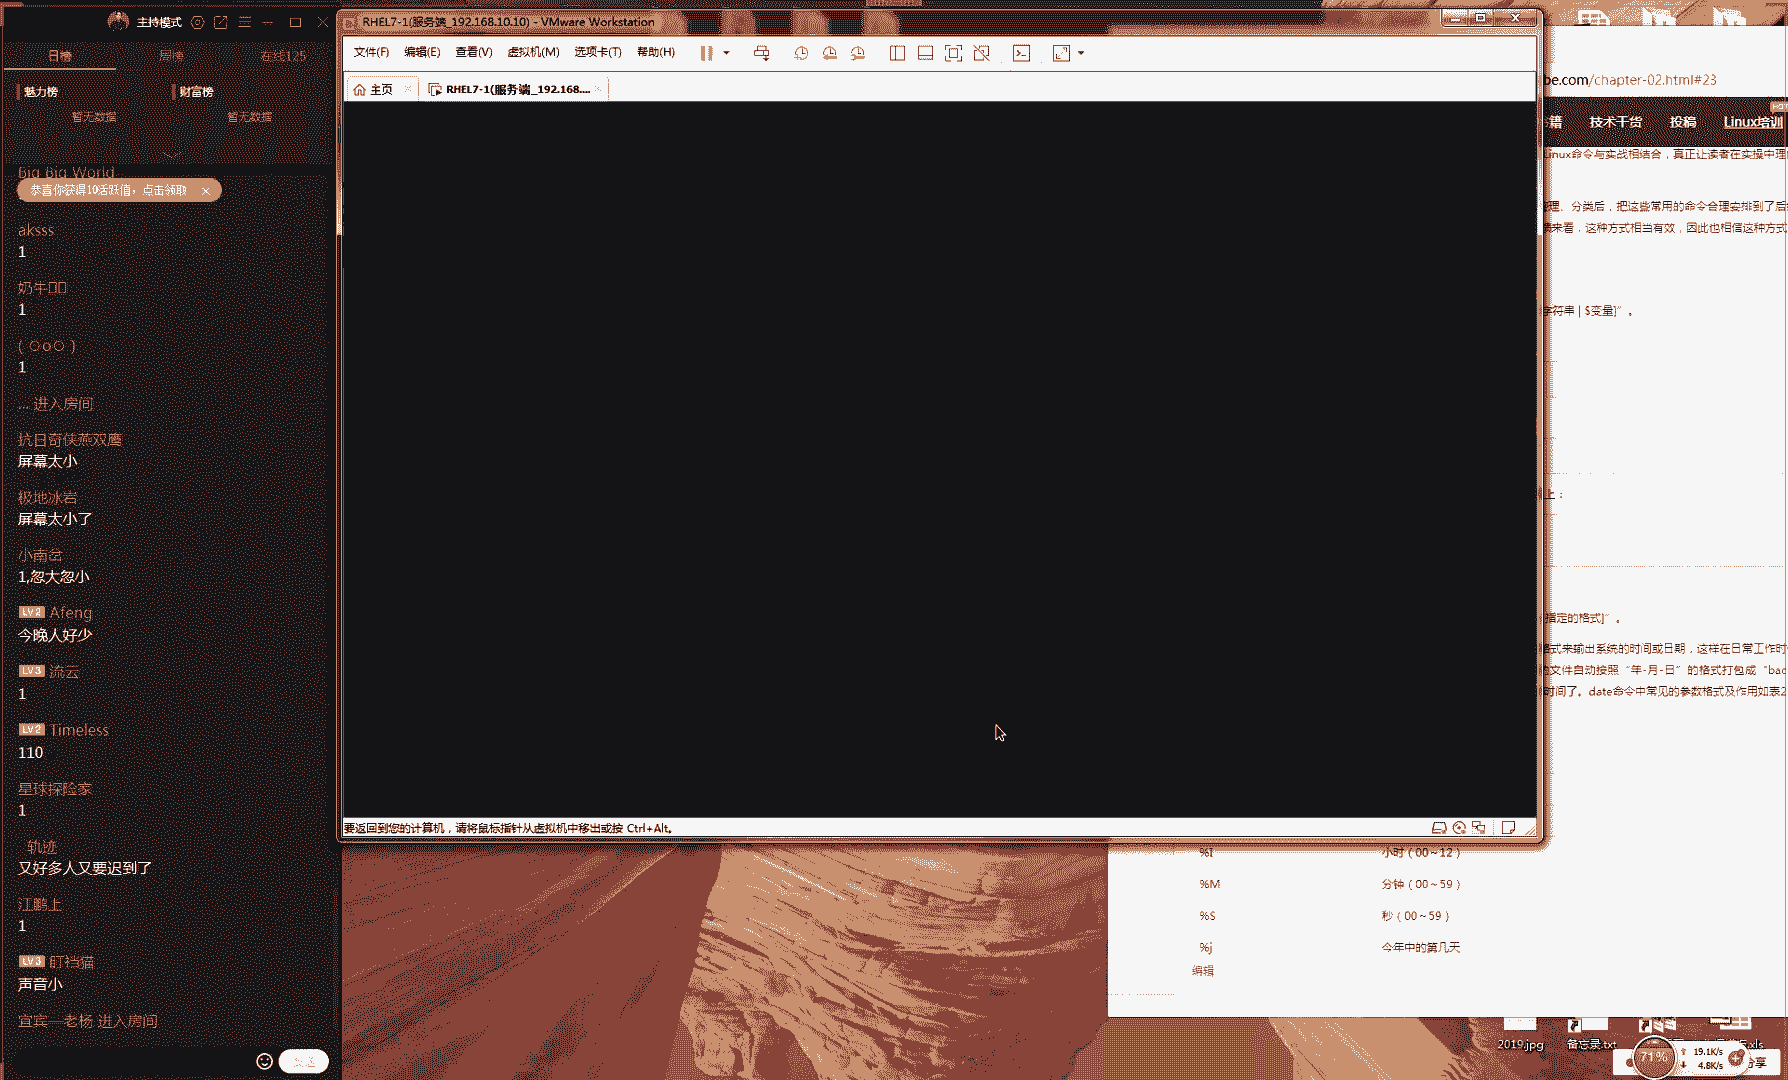 主持模式
日榜
周榜
在线125
魅力榜
财富榜
暂无数据
暂无数据
Big Big World
恭喜你获得10活跃值，点击领取
aksss
1
奶牛
1
( ○o○ )
1
... 进入房间
抗日奇侠燕双鹰
屏幕太小
极地冰岩
屏幕太小了
小南岔
1,忽大忽小
LV2 Afeng
今晚人好少
LV3 流云
1
LV2 Timeless
110
星球探险家
1
轨迹
又好多人又要迟到了
江鹏上
1
LV3 盯裆猫
声音小
宜宾—老杨 进入房间
RHEL7-1(服务端_192.168.10.10) - VMware Workstation
文件(F) 编辑(E) 查看(V) 虚拟机(M) 选项卡(T) 帮助(H)
主页
RHEL7-1(服务端_192.168....
要返回到您的计算机，请将鼠标指针从虚拟机中移出或按 Ctrl+Alt。
be.com/chapter-02.html#23
籍 技术干货 投稿 Linux培训
Linux命令与实战相结合，真正让读者在实操中理
理、分类后，把这些常用的命令合理安排到了后
来看，这种方式相当有效，因此也相信这种方式
字符串 | $变量]”。
上：
指定的格式]”。
格式来输出系统的时间或日期，这样在日常工作时
文件自动按照“年-月-日”的格式打包成“bac
时间了。date命令中常见的参数格式及作用如表2
%I 小时（00～12）
%M 分钟（00～59）
%S 秒（00～59）
%j 今年中的第几天
编辑
2019.jpg
备忘录.txt
.xls
71%
19.1K/s
4.8K/s
分享